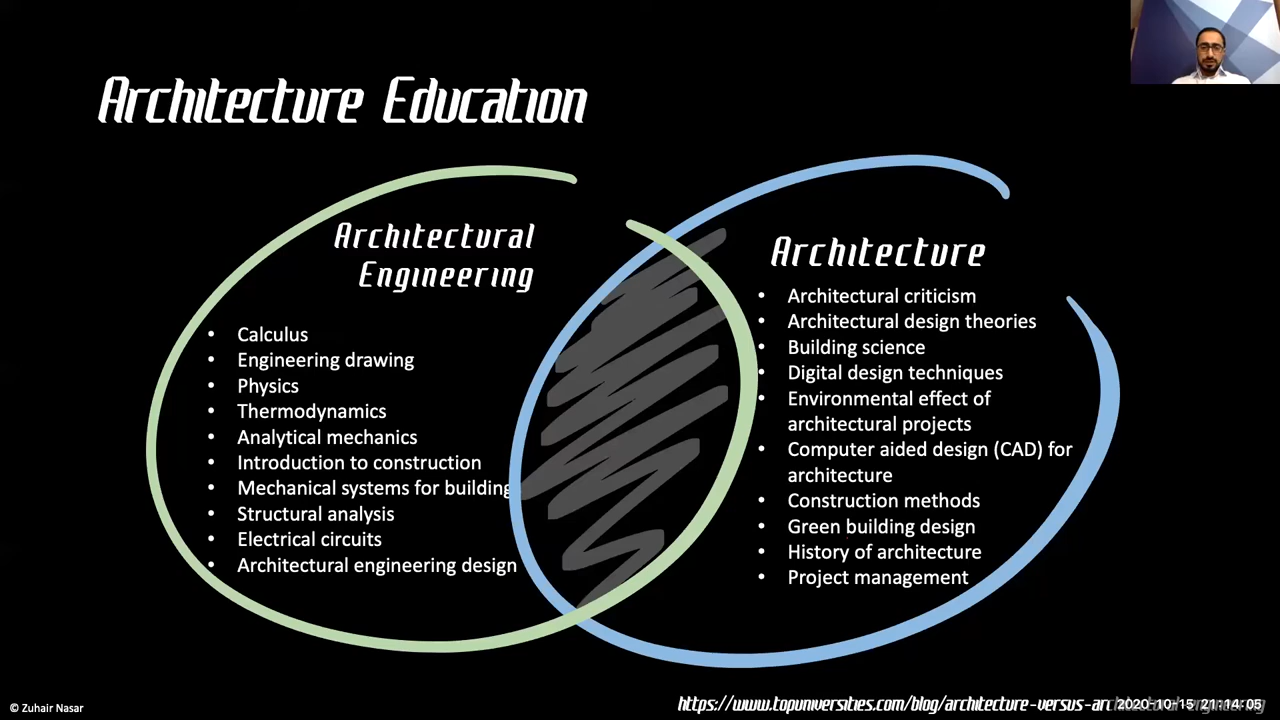 Architecture Education
Architectural
Engineering
• Calculus
• Engineering drawing
• Physics
• Thermodynamics
• Analytical mechanics
• Introduction to construction
• Mechanical systems for building
• Structural analysis
• Electrical circuits
• Architectural engineering design
Architecture
• Architectural criticism
• Architectural design theories
• Building science
• Digital design techniques
• Environmental effect of
architectural projects
• Computer aided design (CAD) for
architecture
• Construction methods
• Green building design
• History of architecture
• Project management
© Zuhair Nasar
https://www.topuniversities.com/blog/architecture-versus-architectural-engineering
2020-10-15 21:14:05